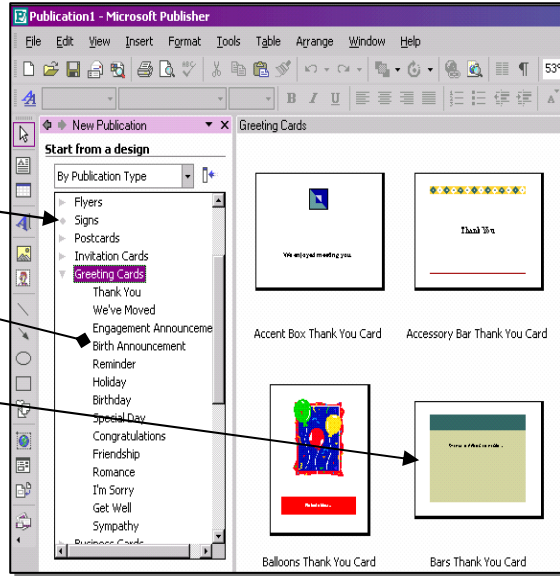 Publication1 - Microsoft Publisher
File Edit View Insert Format Tools Table Arrange Window Help
53%
B I U
New Publication
Greeting Cards
Start from a design
By Publication Type
Flyers
Signs
Postcards
Invitation Cards
Greeting Cards
Thank You
We've Moved
Engagement Announceme
Birth Announcement
Reminder
Holiday
Birthday
Special Day
Congratulations
Friendship
Romance
I'm Sorry
Get Well
Sympathy
Business Cards
We enjoyed meeting you.
Thank You
Accent Box Thank You Card
Accessory Bar Thank You Card
Balloons Thank You Card
Bars Thank You Card